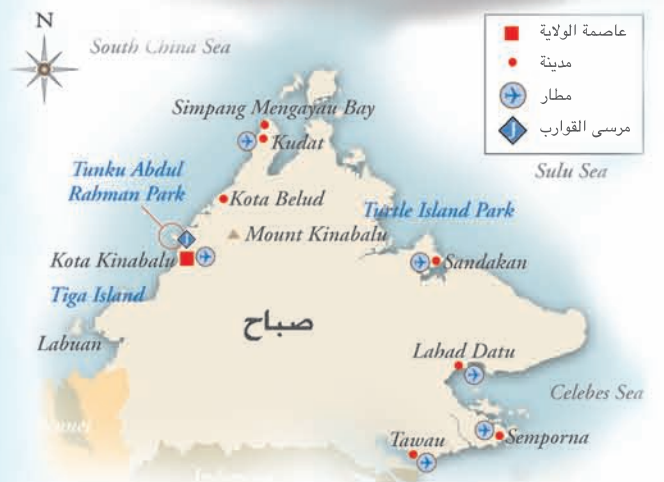 N
South China Sea
عاصمة الولاية
مدينة
مطار
مرسى القوارب
Simpang Mengayau Bay
Kudat
Sulu Sea
Tunku Abdul
Rahman Park
Kota Belud
Turtle Island Park
Mount Kinabalu
Kota Kinabalu
Sandakan
Tiga Island
صباح
Labuan
Lahad Datu
Celebes Sea
Tawau
Semporna